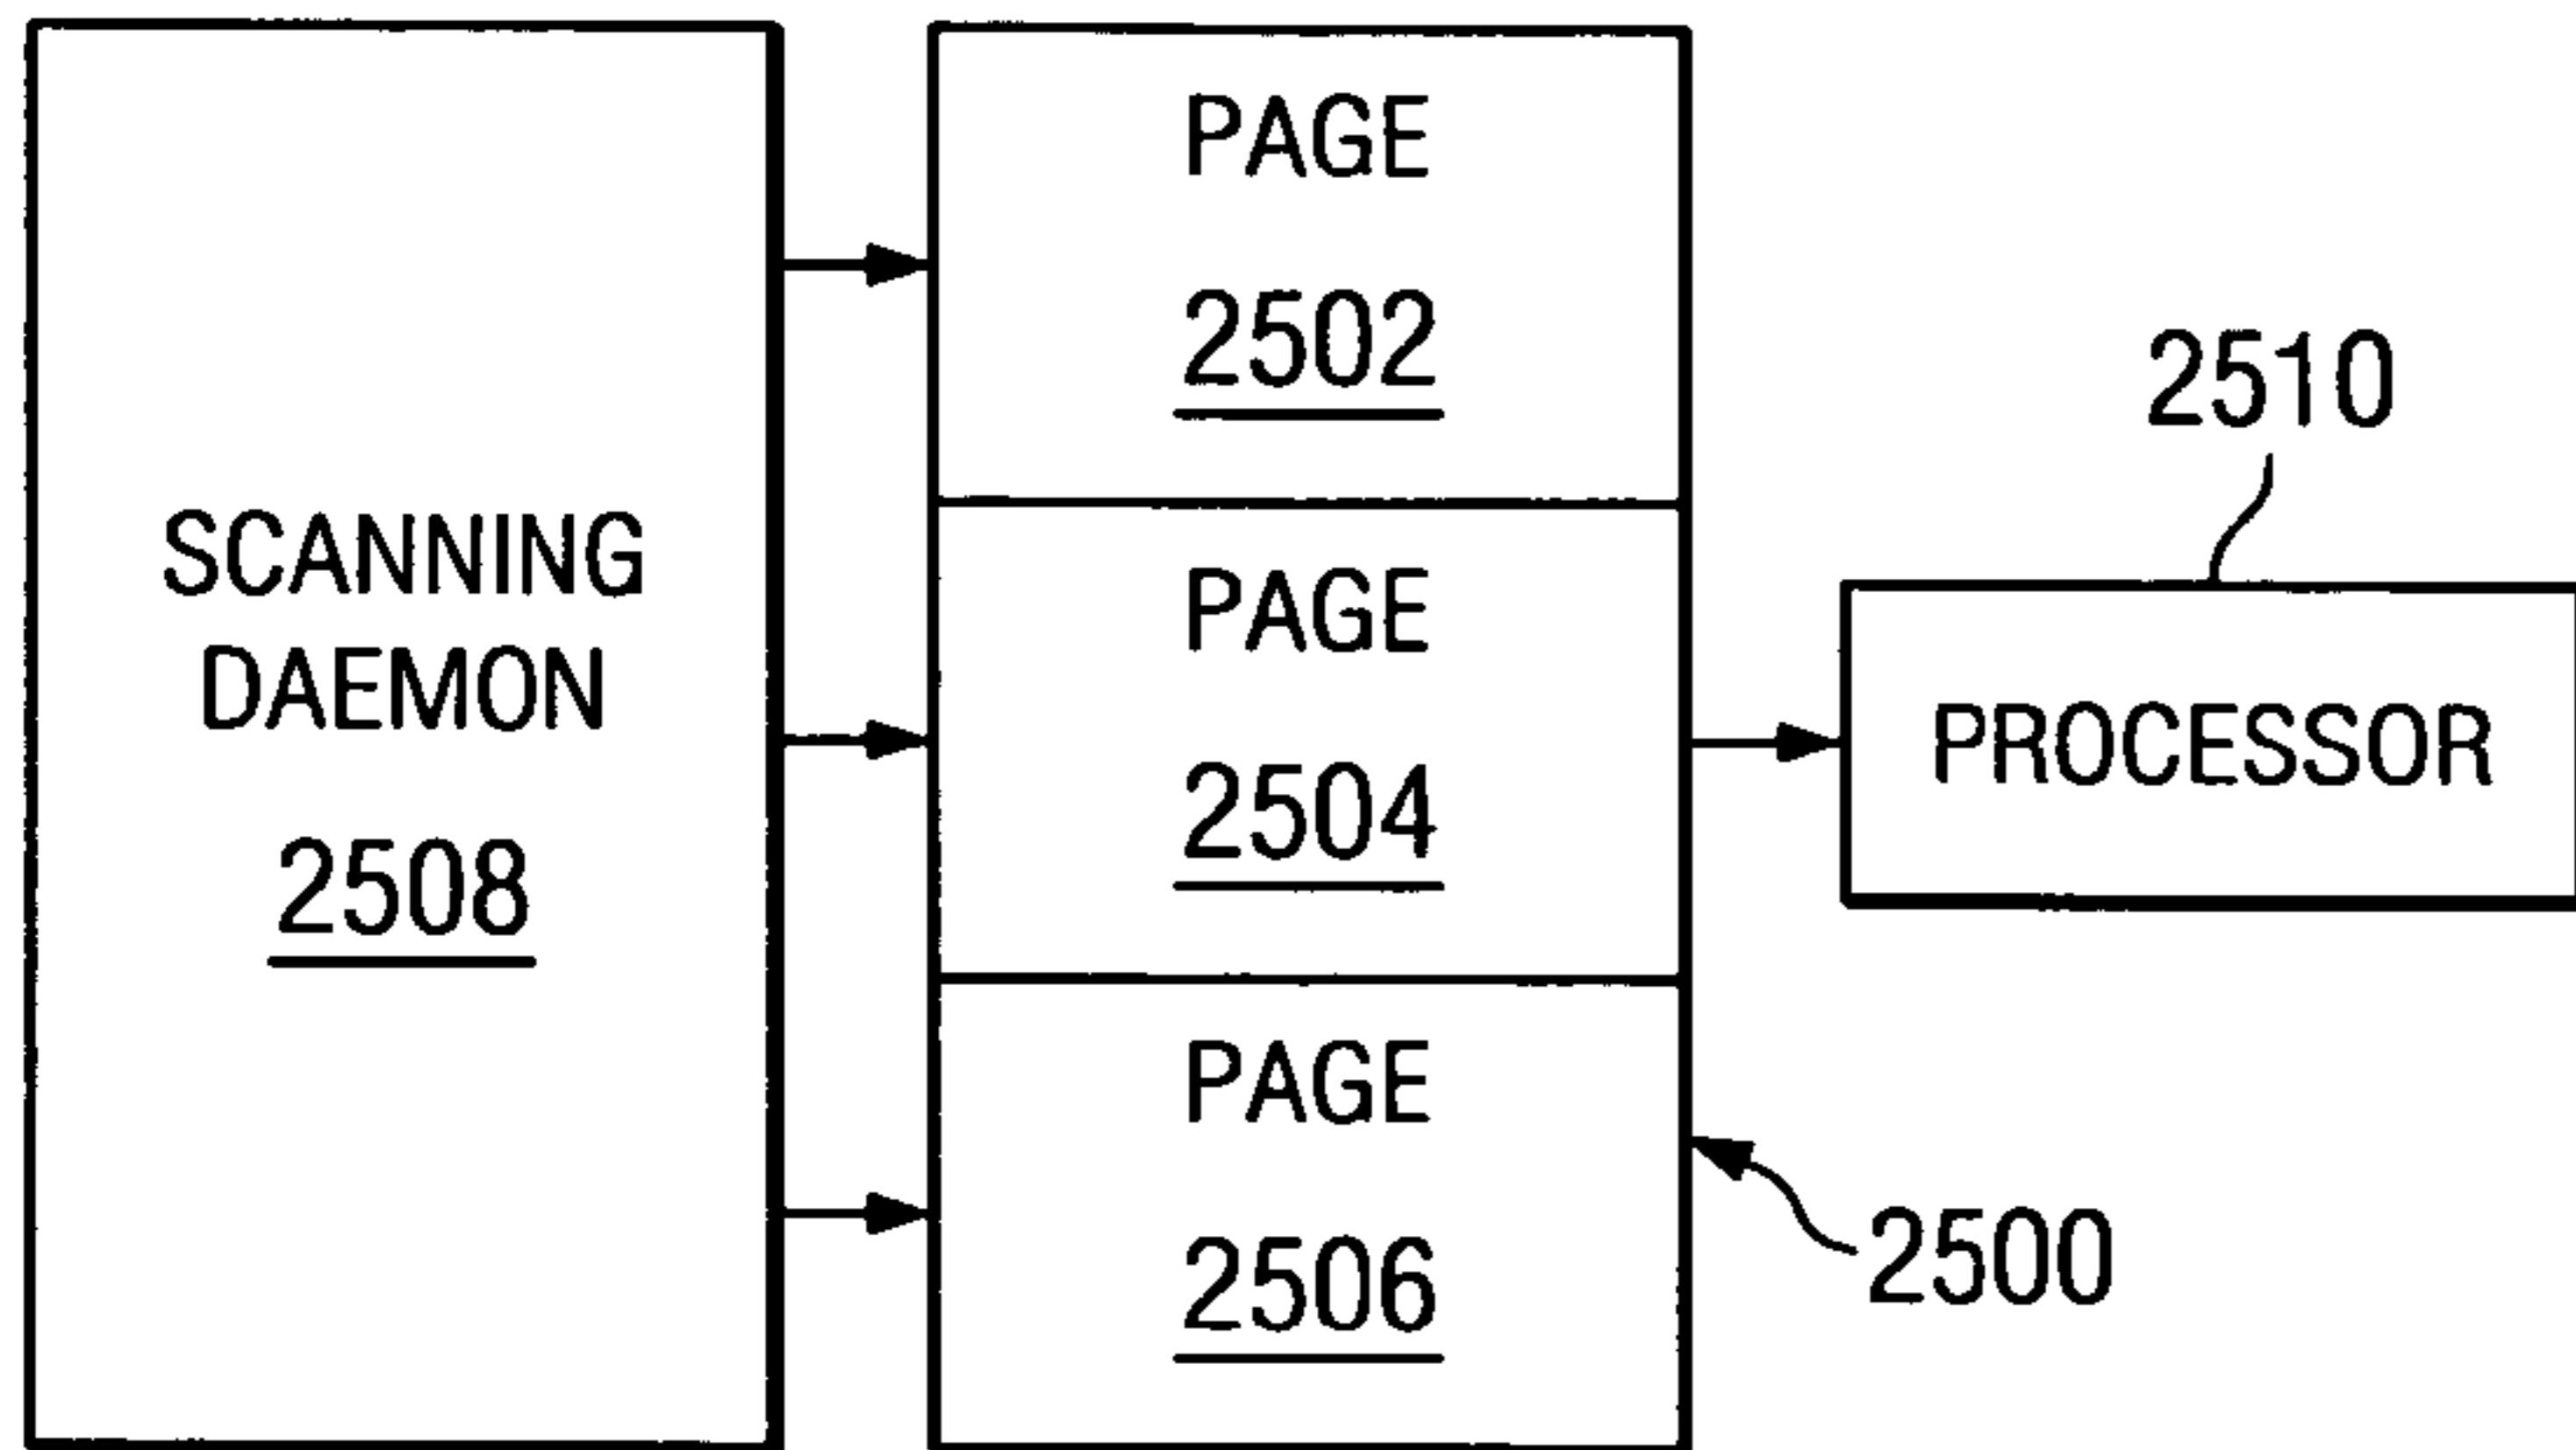 SCANNING
DAEMON
2508
PAGE
2502
PAGE
2504
PAGE
2506
2510
PROCESSOR
2500